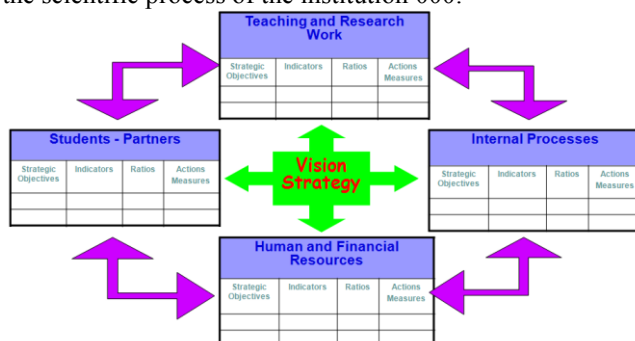 the scientific process of the institution 000.
Teaching and Research
Work
Strategic
Objectives
Indicators
Ratios
Actions
Measures
Students - Partners
Strategic
Objectives
Indicators
Ratios
Actions
Measures
Vision
Strategy
Internal Processes
Strategic
Objectives
Indicators
Ratios
Actions
Measures
Human and Financial
Resources
Strategic
Objectives
Indicators
Ratios
Actions
Measures